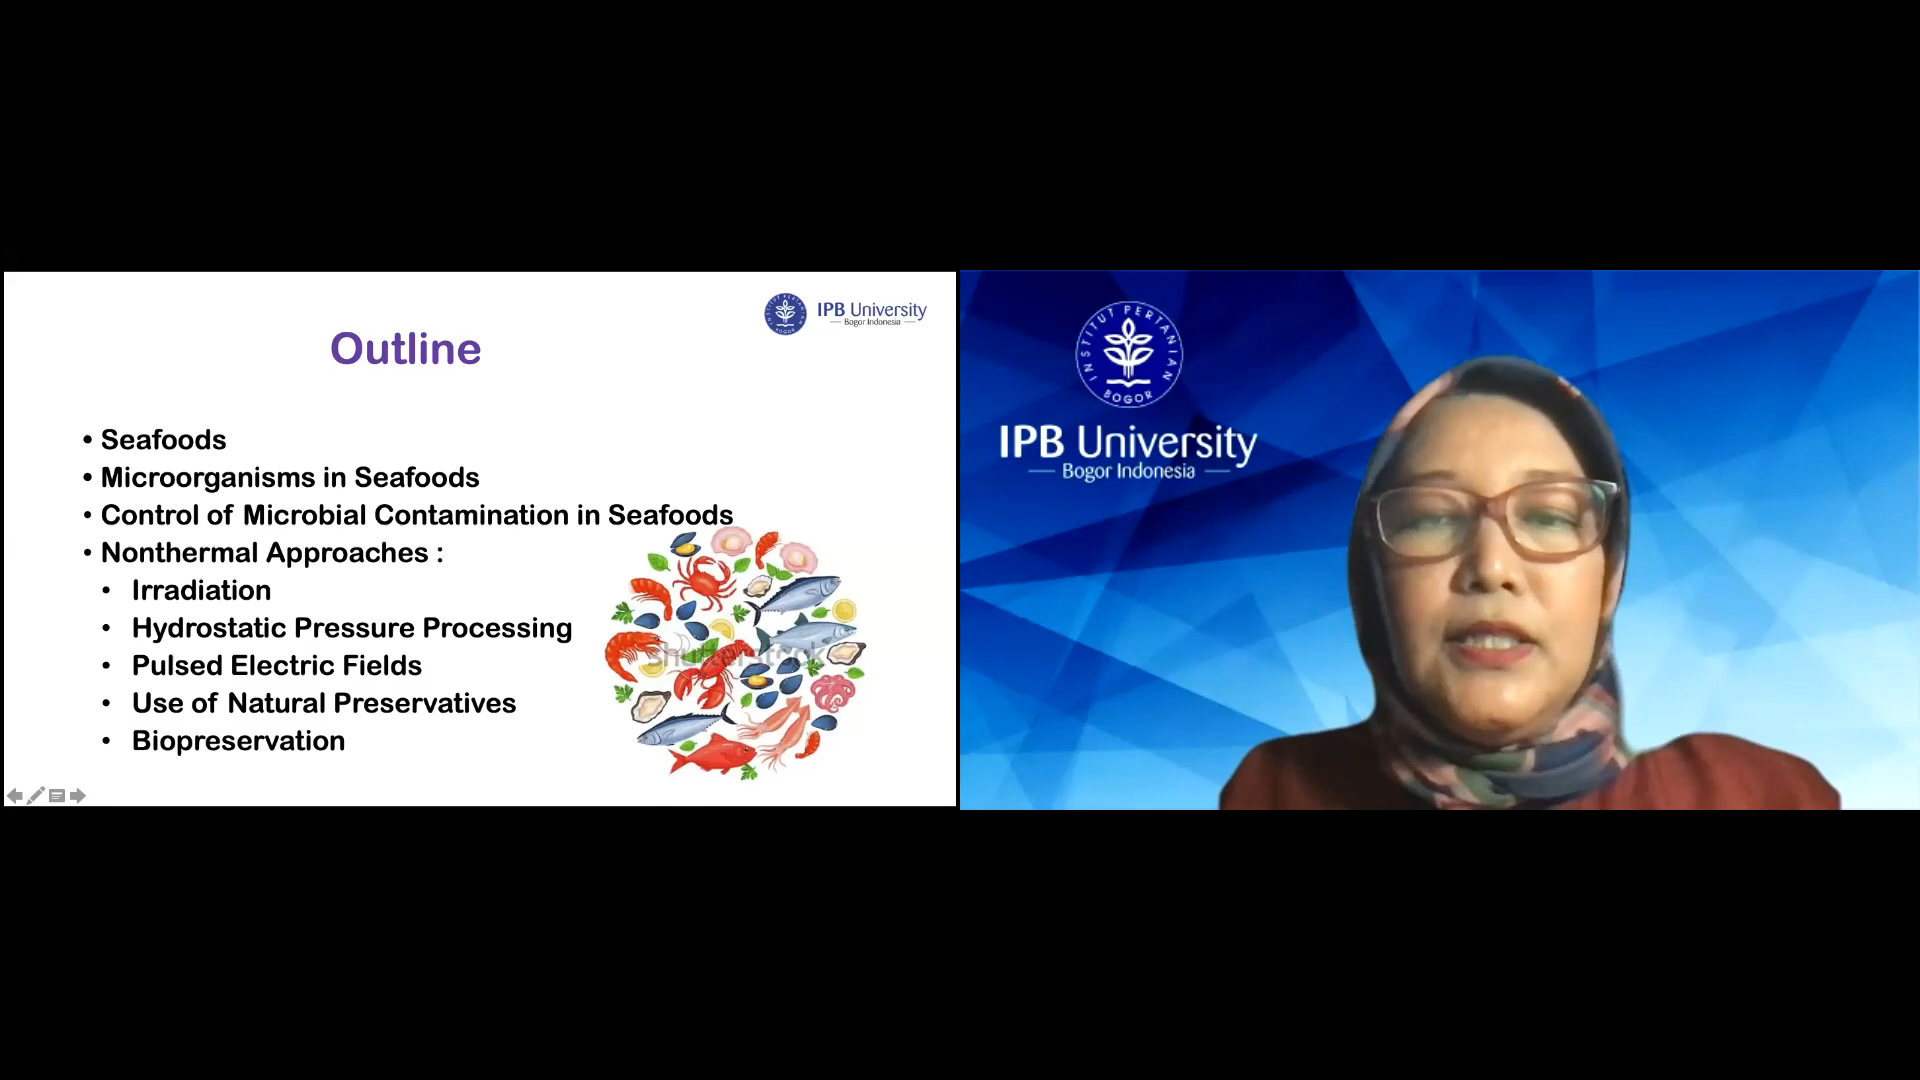 IPB University
Bogor Indonesia
Outline
• Seafoods
• Microorganisms in Seafoods
• Control of Microbial Contamination in Seafoods
• Nonthermal Approaches :
• Irradiation
• Hydrostatic Pressure Processing
• Pulsed Electric Fields
• Use of Natural Preservatives
• Biopreservation
shutterstock
INSTITUT PERTANIAN
BOGOR
IPB University
Bogor Indonesia